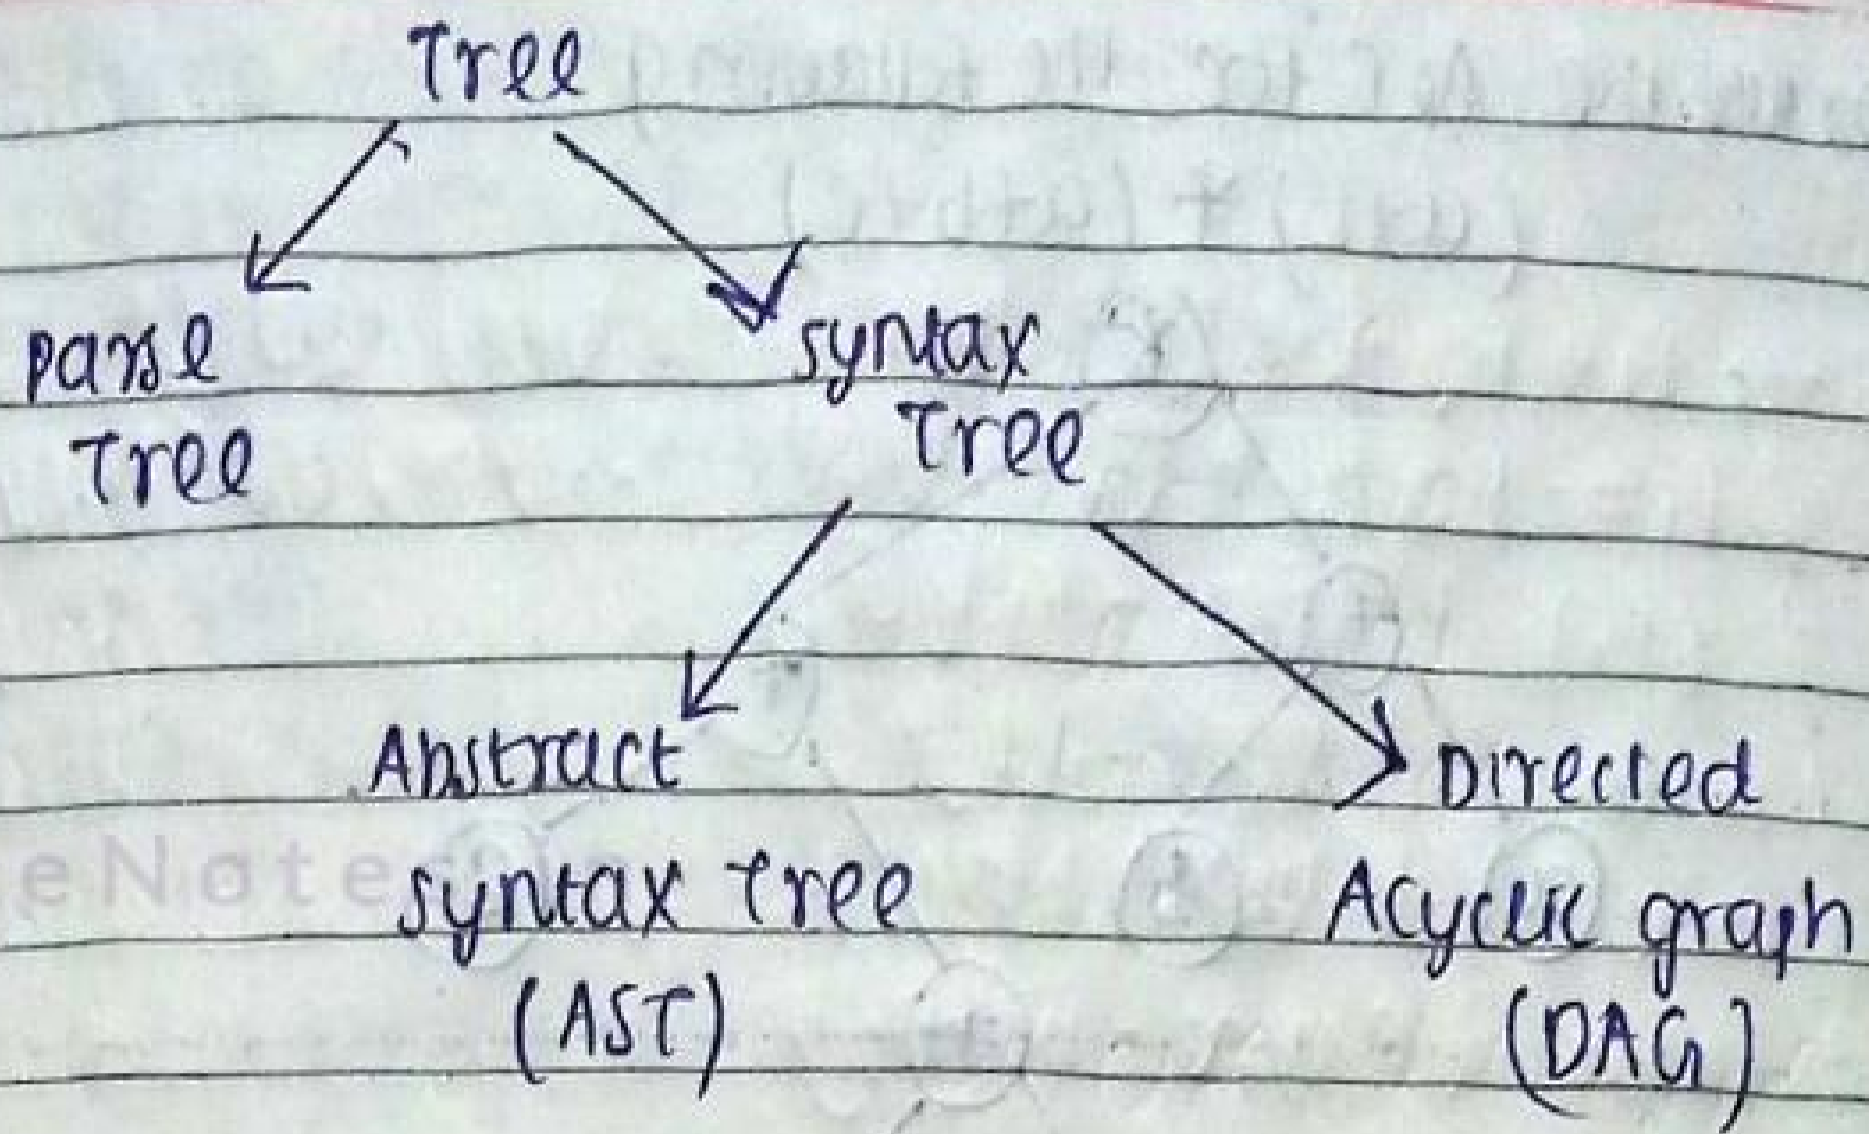 Tree
parse
Tree
syntax
Tree
Abstract
syntax tree
(AST)
Directed
Acyclic graph
(DAG)